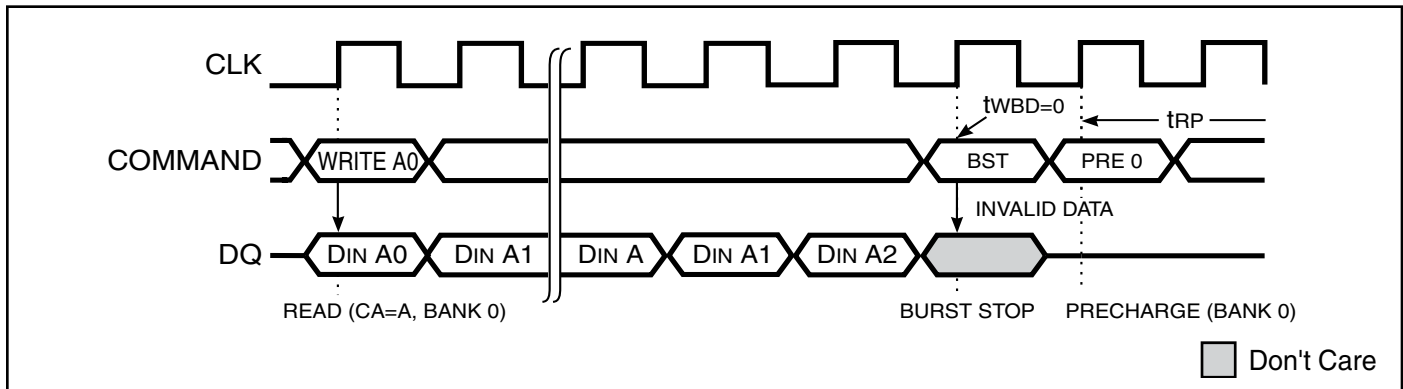 CLK
tWBD=0
tRP
COMMAND WRITE A0 BST PRE 0
INVALID DATA
DQ DIN A0 DIN A1 DIN A DIN A1 DIN A2
READ (CA=A, BANK 0) BURST STOP PRECHARGE (BANK 0)
Don't Care